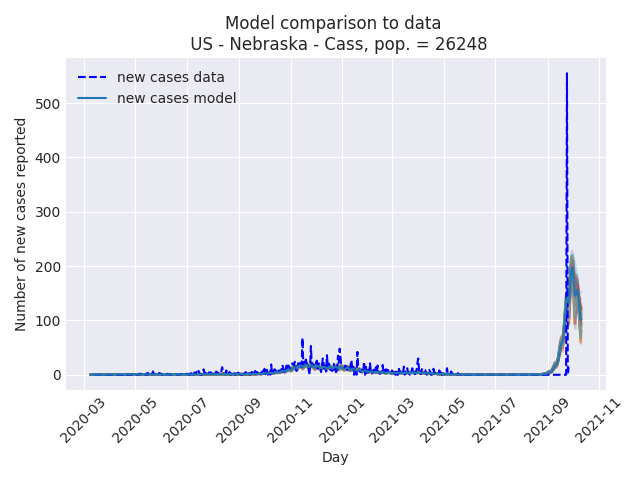 Model comparison to data
US - Nebraska - Cass, pop. = 26248
new cases data
new cases model
Number of new cases reported
500
400
300
200
100
0
2020-03
2020-05
2020-07
2020-09
2020-11
2021-01
2021-03
2021-05
2021-07
2021-09
2021-11
Day